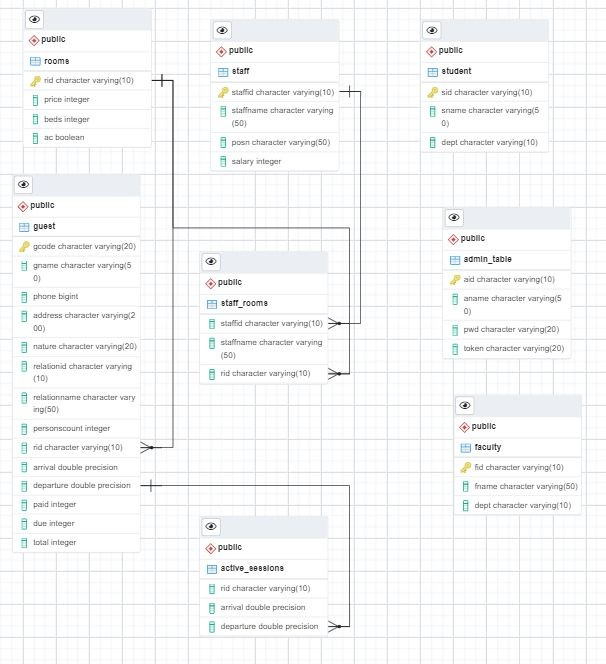 public
rooms
rid character varying(10)
price integer
beds integer
ac boolean
public
staff
staffid character varying(10)
staffname character varying
(50)
posn character varying(50)
salary integer
public
student
sid character varying(10)
sname character varying(5
0)
dept character varying(10)
public
guest
gcode character varying(20)
gname character varying(5
0)
phone bigint
address character varying(2
00)
nature character varying(20)
relationid character varying
(10)
relationname character vary
ing(50)
personscount integer
rid character varying(10)
arrival double precision
departure double precision
paid integer
due integer
total integer
public
staff_rooms
staffid character varying(10)
staffname character varying
(50)
rid character varying(10)
public
admin_table
aid character varying(10)
aname character varying(5
0)
pwd character varying(20)
token character varying(20)
public
faculty
fid character varying(10)
fname character varying(50)
dept character varying(10)
public
active_sessions
rid character varying(10)
arrival double precision
departure double precision